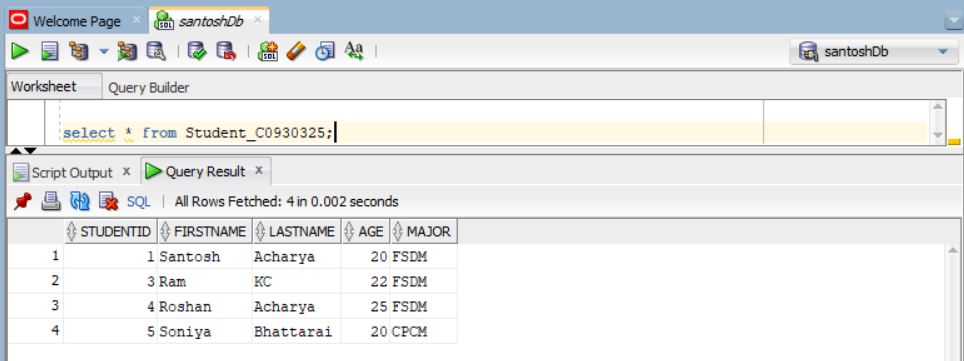 Welcome Page santoshDb
santoshDb
Worksheet Query Builder
select * from Student_C0930325;
Script Output x Query Result x
SQL | All Rows Fetched: 4 in 0.002 seconds
STUDENTID FIRSTNAME LASTNAME AGE MAJOR
1 1 Santosh Acharya 20 FSDM
2 3 Ram KC 22 FSDM
3 4 Roshan Acharya 25 FSDM
4 5 Soniya Bhattarai 20 CPCM